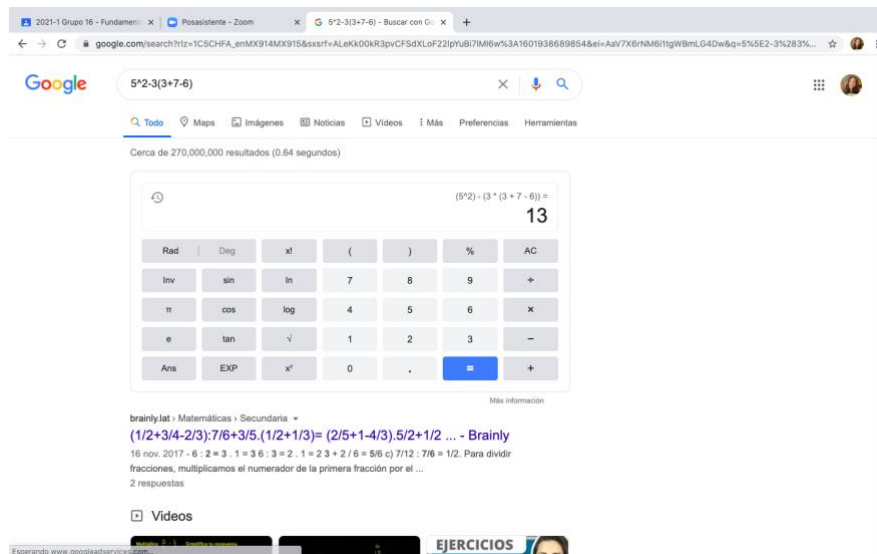 2021-1 Grupo 16 - Fundament
Posasistente - Zoom
5^2-3(3+7-6) - Buscar con Go
google.com/search?rlz=1C5CHFA_enMX914MX915&sxsrf=ALeKk00kR3pvCFSdXLoF22lpYuBi7lMl6w%3A1601938689854&ei=AaV7X6rNM6i1tgWBmLG4Dw&q=5%5E2-3%283%...
Google
5^2-3(3+7-6)
Todo Maps Imágenes Noticias Vídeos Más Preferencias Herramientas
Cerca de 270,000,000 resultados (0.64 segundos)
(5^2) - (3 * (3 + 7 - 6)) =
13
Rad | Deg x! ( ) % AC
Inv sin ln 7 8 9 ÷
π cos log 4 5 6 ×
e tan √ 1 2 3 −
Ans EXP xʸ 0 . = +
Más información
brainly.lat › Matemáticas › Secundaria
(1/2+3/4-2/3):7/6+3/5.(1/2+1/3)= (2/5+1-4/3).5/2+1/2 ... - Brainly
16 nov. 2017 - 6 : 2 = 3 . 1 = 3 6 : 3 = 2 . 1 = 2 3 + 2 / 6 = 5/6 c) 7/12 : 7/6 = 1/2. Para dividir
fracciones, multiplicamos el numerador de la primera fracción por el ...
2 respuestas
Videos
EJERCICIOS
Esperando www.googleadservices.com...